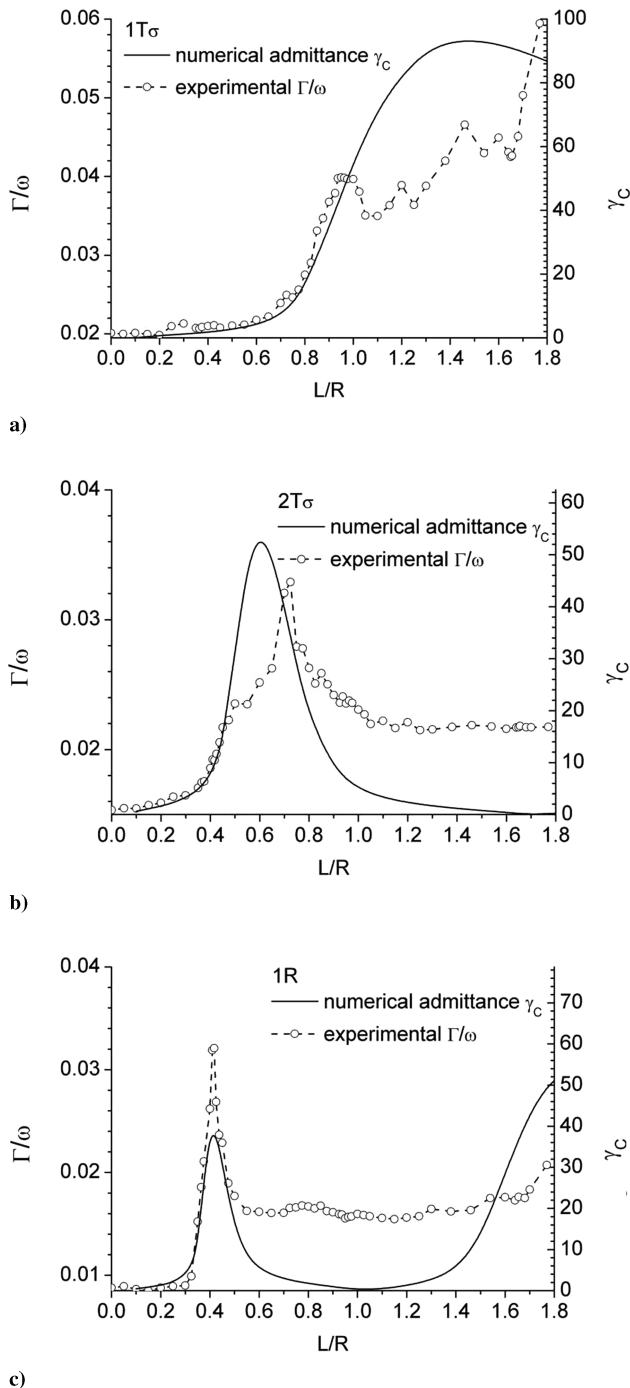 1Tσ
numerical admittance γC
experimental Γ/ω
Γ/ω
0.06
0.05
0.04
0.03
0.02
100
80
60
40
20
0
γC
0.0 0.2 0.4 0.6 0.8 1.0 1.2 1.4 1.6 1.8
L/R
a)
2Tσ
numerical admittance γC
experimental Γ/ω
Γ/ω
0.04
0.03
0.02
60
50
40
30
20
10
0
γC
0.0 0.2 0.4 0.6 0.8 1.0 1.2 1.4 1.6 1.8
L/R
b)
1R
numerical admittance γC
experimental Γ/ω
Γ/ω
0.04
0.03
0.02
0.01
70
60
50
40
30
20
10
0
γC
0.0 0.2 0.4 0.6 0.8 1.0 1.2 1.4 1.6 1.8
L/R
c)